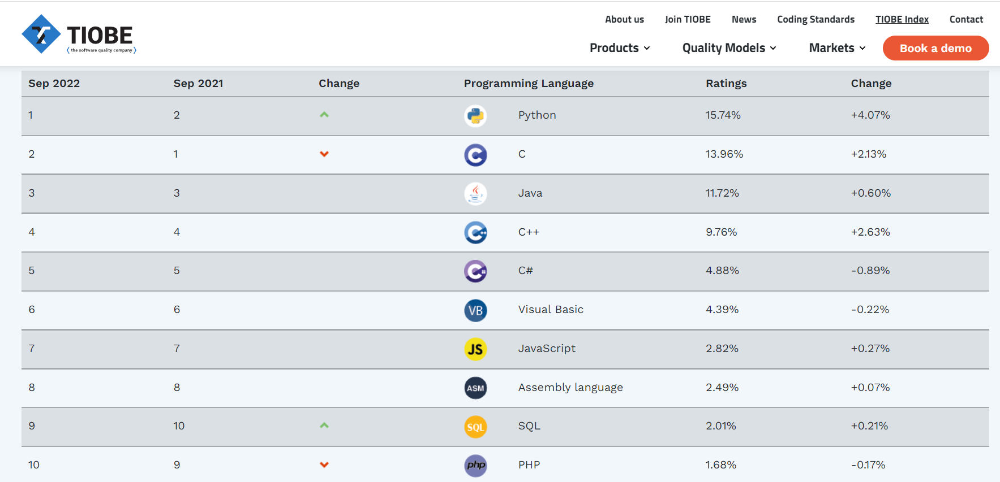 About us Join TIOBE News Coding Standards TIOBE Index Contact
TIOBE
(the software quality company)
Products Quality Models Markets Book a demo
Sep 2022 Sep 2021 Change Programming Language Ratings Change
1 2 Python 15.74% +4.07%
2 1 C C 13.96% +2.13%
3 3 Java 11.72% +0.60%
4 4 C++ C++ 9.76% +2.63%
5 5 C# C# 4.88% -0.89%
6 6 VB Visual Basic 4.39% -0.22%
7 7 JS JavaScript 2.82% +0.27%
8 8 ASM Assembly language 2.49% +0.07%
9 10 SQL SQL 2.01% +0.21%
10 9 php PHP 1.68% -0.17%